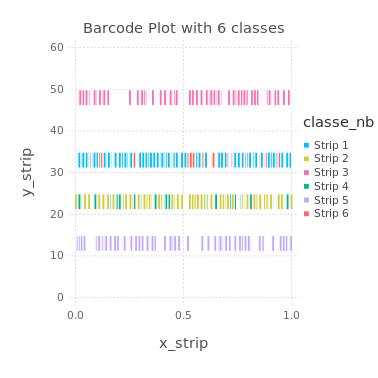 Barcode Plot with 6 classes
60
50
40
30
20
10
0
y_strip
0.0
0.5
1.0
x_strip
classe_nb
Strip 1
Strip 2
Strip 3
Strip 4
Strip 5
Strip 6